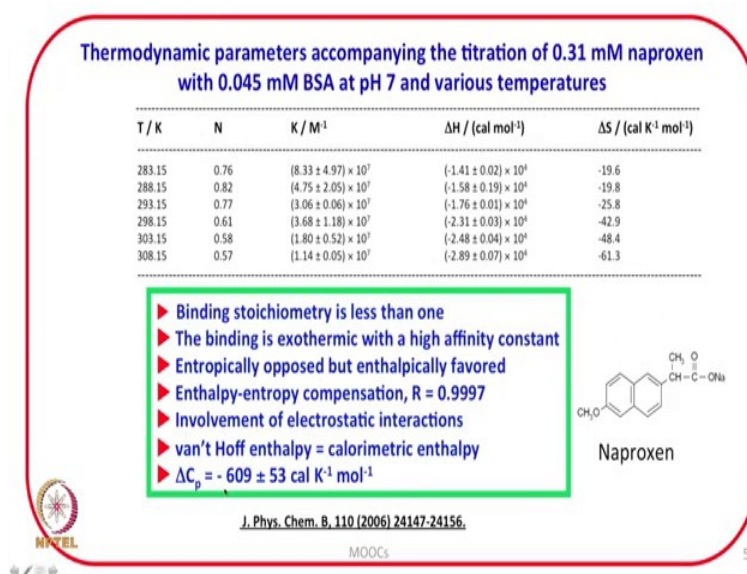 Thermodynamic parameters accompanying the titration of 0.31 mM naproxen
with 0.045 mM BSA at pH 7 and various temperatures
T / K N K / M⁻¹ ΔH / (cal mol⁻¹) ΔS / (cal K⁻¹ mol⁻¹)
283.15 0.76 (8.33 ± 4.97) × 10⁷ (-1.41 ± 0.02) × 10⁴ -19.6
288.15 0.82 (4.75 ± 2.05) × 10⁷ (-1.58 ± 0.19) × 10⁴ -19.8
293.15 0.77 (3.06 ± 0.06) × 10⁷ (-1.76 ± 0.01) × 10⁴ -25.8
298.15 0.61 (3.68 ± 1.18) × 10⁷ (-2.31 ± 0.03) × 10⁴ -42.9
303.15 0.58 (1.80 ± 0.52) × 10⁷ (-2.48 ± 0.04) × 10⁴ -48.4
308.15 0.57 (1.14 ± 0.05) × 10⁷ (-2.89 ± 0.07) × 10⁴ -61.3
Binding stoichiometry is less than one
The binding is exothermic with a high affinity constant
Entropically opposed but enthalpically favored
Enthalpy-entropy compensation, R = 0.9997
Involvement of electrostatic interactions
van't Hoff enthalpy = calorimetric enthalpy
ΔCp = - 609 ± 53 cal K⁻¹ mol⁻¹
CH₃ O
CH-C-ONa
CH₃O
Naproxen
J. Phys. Chem. B, 110 (2006) 24147-24156.
NPTEL
MOOCs
5